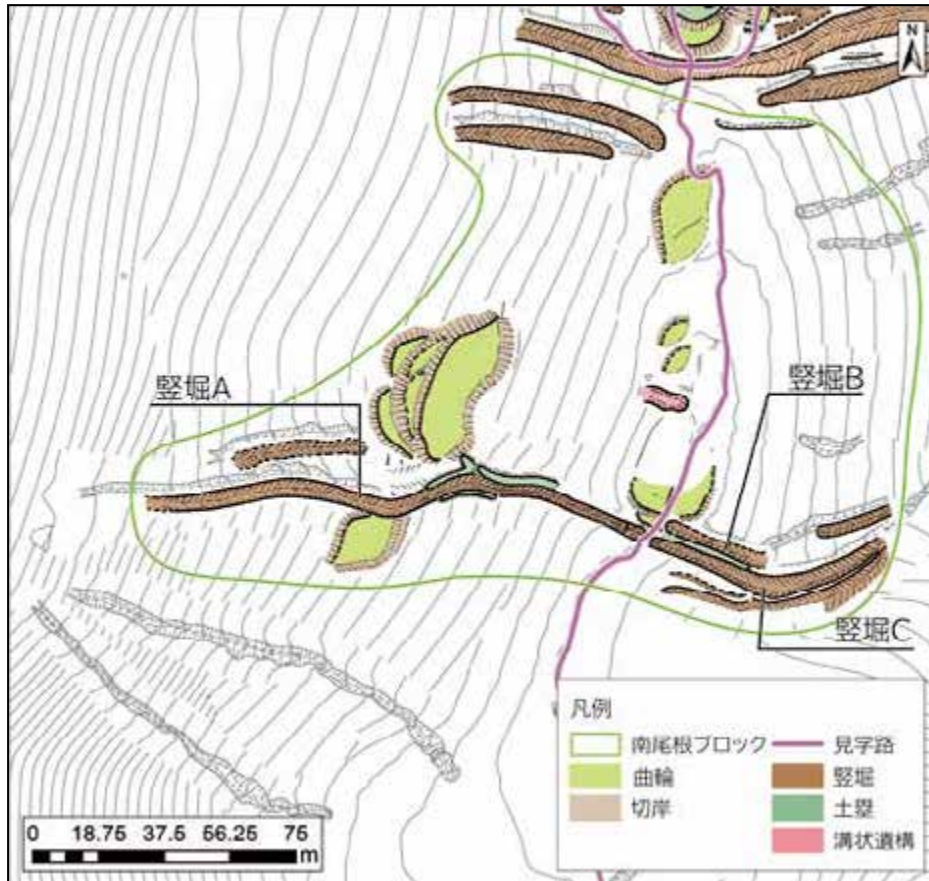 N
竪堀A
竪堀B
竪堀C
凡例
南尾根ブロック
見学路
曲輪
竪堀
切岸
土塁
溝状遺構
0 18.75 37.5 56.25 75
m